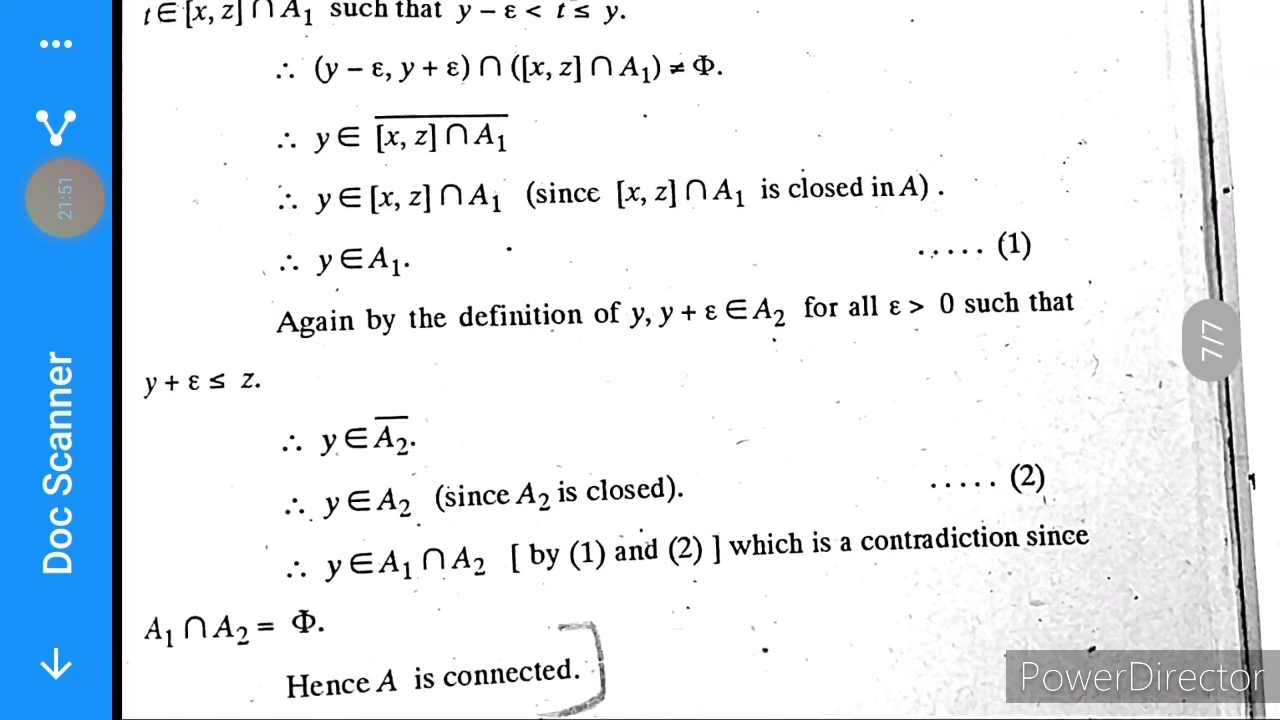 t ∈ [x, z] ∩ A₁ such that y – ε < t ≤ y.
∴ (y – ε, y + ε) ∩ ([x, z] ∩ A₁) ≠ Φ.
∴ y ∈ \overline{[x, z] ∩ A₁}
∴ y ∈ [x, z] ∩ A₁ (since [x, z] ∩ A₁ is closed in A) .
∴ y ∈ A₁. ..... (1)
Again by the definition of y, y + ε ∈ A₂ for all ε > 0 such that
y + ε ≤ z.
∴ y ∈ \overline{A₂}.
∴ y ∈ A₂ (since A₂ is closed). ..... (2)
∴ y ∈ A₁ ∩ A₂ [ by (1) and (2) ] which is a contradiction since
A₁ ∩ A₂ = Φ.
Hence A is connected.
21:51
Doc Scanner
7/7
PowerDirector